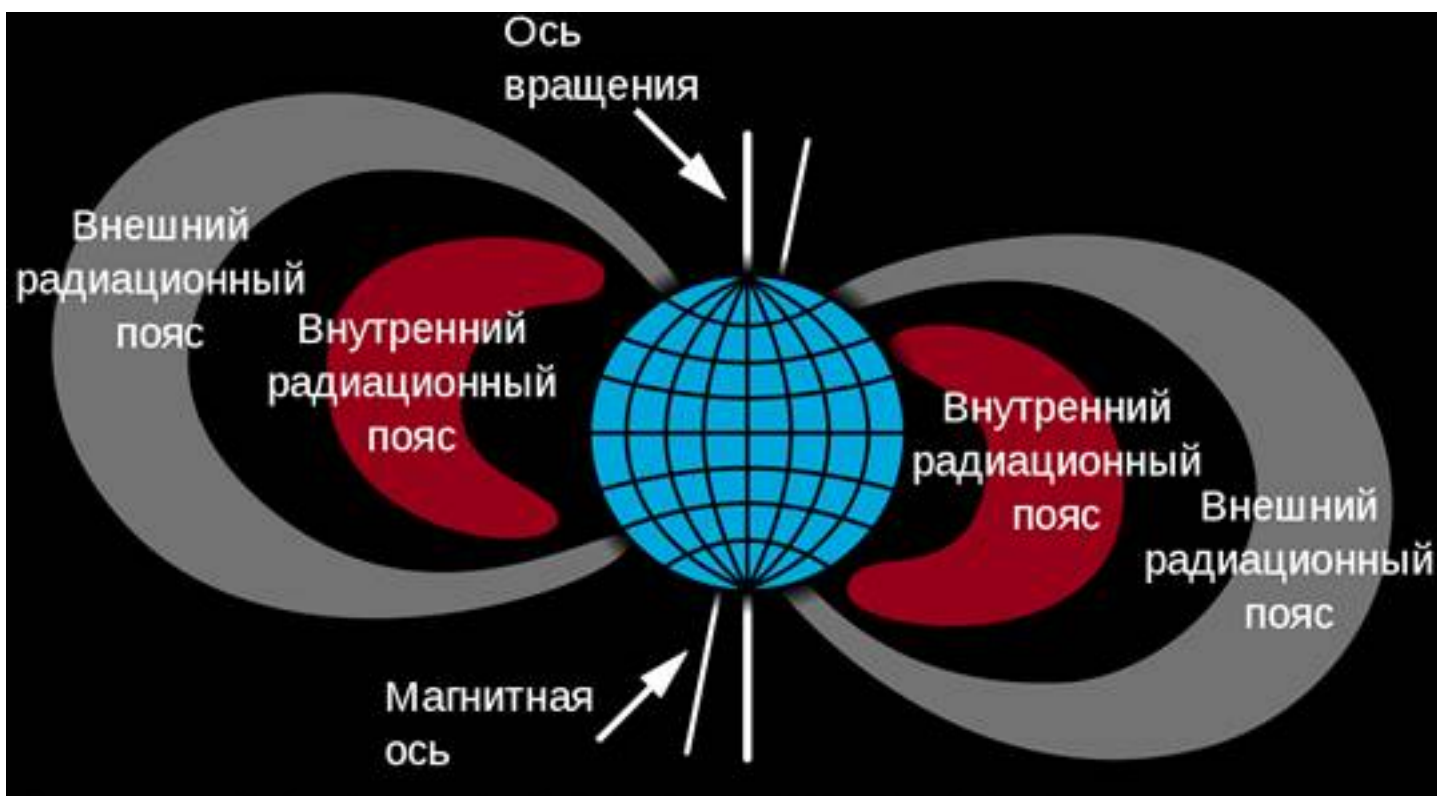 Ось
вращения
Внешний
радиационный
пояс
Внутренний
радиационный
пояс
Внутренний
радиационный
пояс
Внешний
радиационный
пояс
Магнитная
ось